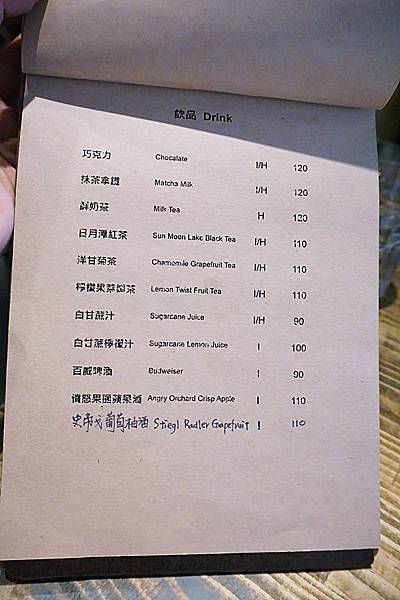 飲品 Drink
巧克力 Chocalate I/H 120
抹茶拿鐵 Matcha Milk I/H 120
鮮奶茶 Milk Tea H 120
日月潭紅茶 Sun Moon Lake Black Tea I/H 110
洋甘菊茶 Chamomile Grapefruit Tea I/H 110
檸檬果茶 Lemon Twist Fruit Tea I/H 110
白甘蔗汁 Sugarcane Juice I/H 90
白甘蔗檸檬汁 Sugarcane Lemon Juice I 100
百威啤酒 Budweiser I 90
憤怒果園蘋果酒 Angry Orchard Crisp Apple I 110
史帝戈葡萄柚酒 Stiegl Radler Grapefruit I 110